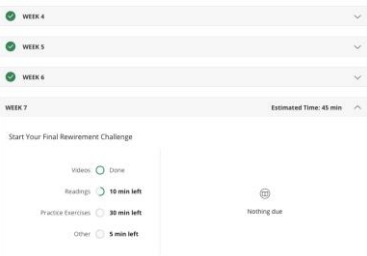 WEEK 4
WEEK 5
WEEK 6
WEEK 7 Estimated Time: 45 min
Start Your Final Rewirement Challenge
Videos Done
Readings 10 min left
Nothing due
Practice Exercises 30 min left
Other 5 min left